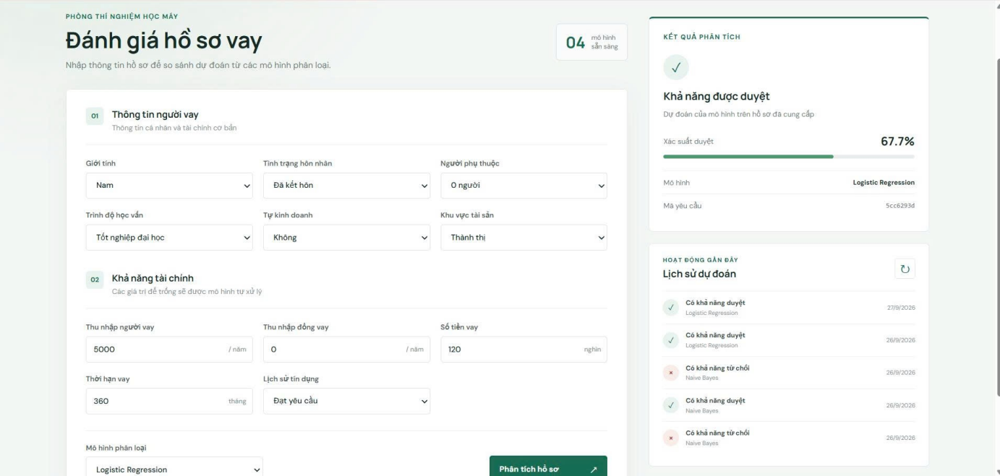 PHÒNG THÍ NGHIỆM HỌC MÁY
Đánh giá hồ sơ vay
Nhập thông tin hồ sơ để so sánh dự đoán từ các mô hình phân loại.
04
mô hình
sẵn sàng
01
Thông tin người vay
Thông tin cá nhân và tài chính cơ bản
Giới tính
Tình trạng hôn nhân
Người phụ thuộc
Nam
Đã kết hôn
0 người
Trình độ học vấn
Tự kinh doanh
Khu vực tài sản
Tốt nghiệp đại học
Không
Thành thị
02
Khả năng tài chính
Các giá trị để trống sẽ được mô hình tự xử lý
Thu nhập người vay
Thu nhập đồng vay
Số tiền vay
5000 / năm
0 / năm
120 nghìn
Thời hạn vay
Lịch sử tín dụng
360 tháng
Đạt yêu cầu
Mô hình phân loại
Logistic Regression
Phân tích hồ sơ ↗
KẾT QUẢ PHÂN TÍCH
✓
Khả năng được duyệt
Dự đoán của mô hình trên hồ sơ đã cung cấp
Xác suất duyệt 67.7%
Mô hình Logistic Regression
Mã yêu cầu 5cc6293d
HOẠT ĐỘNG GẦN ĐÂY
Lịch sử dự đoán
Có khả năng duyệt
Logistic Regression
27/9/2026
Có khả năng duyệt
Logistic Regression
26/9/2026
Có khả năng từ chối
Naive Bayes
26/9/2026
Có khả năng duyệt
Naive Bayes
26/9/2026
Có khả năng từ chối
Naive Bayes
26/9/2026